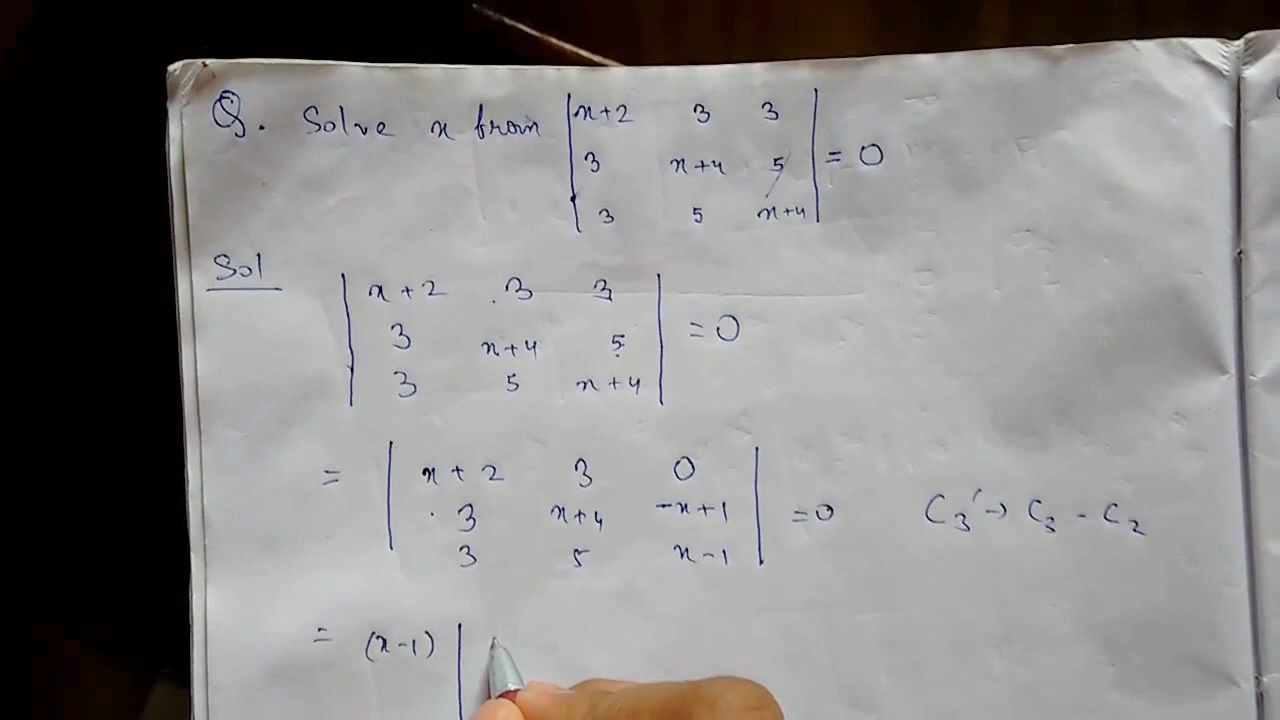 Q. Solve x from | x+2 3 3 |
| 3 x+4 5 | = 0
| 3 5 x+4 |
Sol
| x+2 3 3 |
| 3 x+4 5 | = 0
| 3 5 x+4 |
= | x+2 3 0 |
| 3 x+4 -x+1 | = 0 C3' → C3 - C2
| 3 5 x-1 |
= (x-1) |